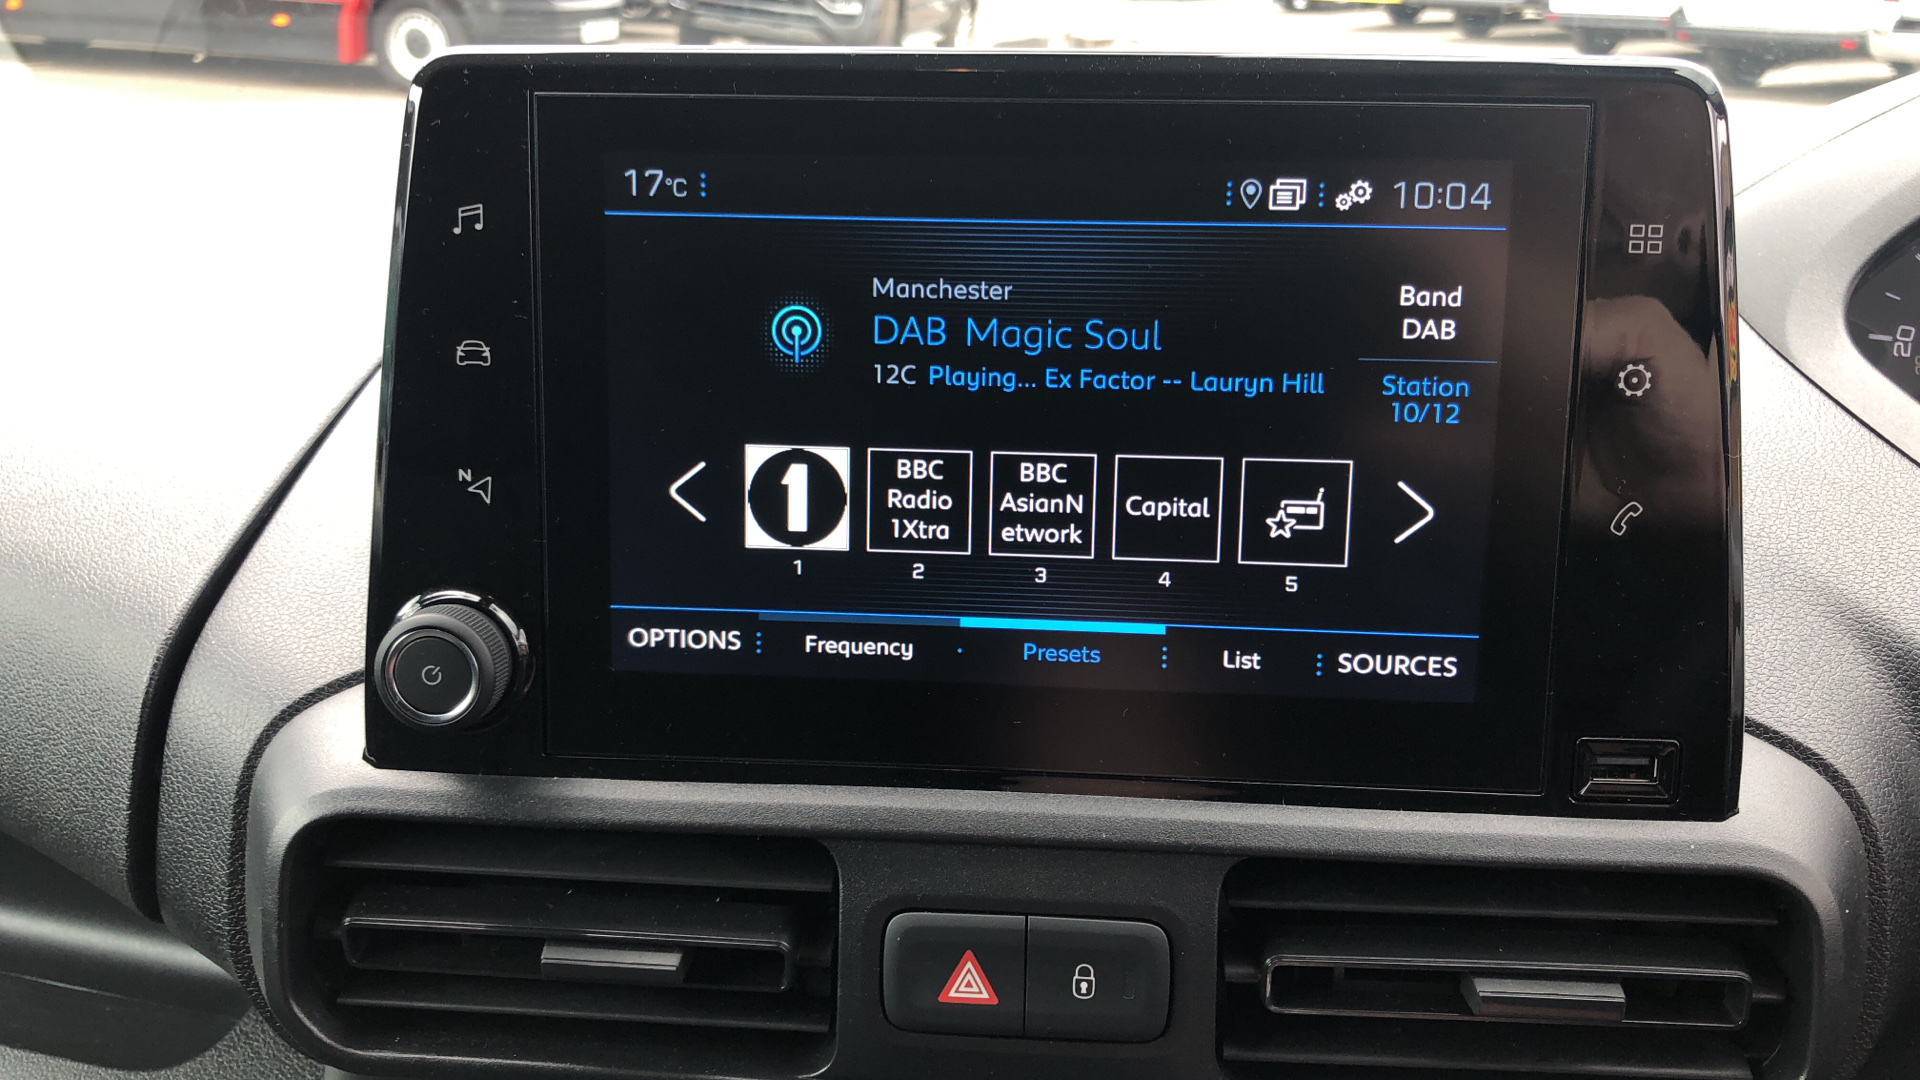 17°C
10:04
Manchester
DAB Magic Soul
12C Playing... Ex Factor -- Lauryn Hill
Band
DAB
Station
10/12
1
BBC
Radio
1Xtra
BBC
AsianN
etwork
Capital
1
2
3
4
5
OPTIONS
Frequency
Presets
List
SOURCES
N
20